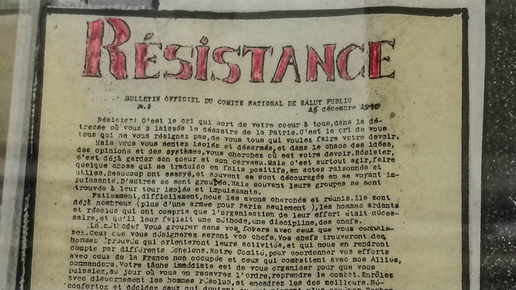 RÉSISTANCE
BULLETIN OFFICIEL DU COMITE NATIONAL DE SALUT PUBLIC
15 décembre 1940
Résister! C'est le cri qui sort de votre coeur à tous, dans la dé-
tresse où vous a laissés le désastre de la Patrie. C'est le cri de vous
tous qui ne vous résignez pas, de vous tous qui voulez faire votre devoir.
Mais vous vous sentez isolés et désarmés, et dans le chaos des idées,
des opinions et des systèmes, vous cherchez où est votre devoir. Résister,
c'est déjà garder son coeur et son cerveau. Mais c'est surtout agir, faire
quelque chose qui se traduise en faits positifs, en actes raisonnés et
utiles. Beaucoup ont essayé, et souvent se sont découragés en se voyant im-
puissants. D'autres se sont groupés. Mais souvent leurs groupes se sont
trouvés à leur tour isolés et impuissants.
Patiemment, difficilement, nous les avons cherchés et réunis. Ils sont
déjà nombreux (plus d'une armée pour Paris seulement), les hommes ardents
et résolus qui ont compris que l'organisation de leur effort était néces-
saire, et qu'il leur fallait une méthode, une discipline, des chefs.
La méthode? Vous grouper dans vos foyers avec ceux que vous connais-
sez. Ceux que vous désignerez seront vos chefs. Vos chefs trouveront des
hommes éprouvés qui orienteront leurs activités, et qui nous en rendront
compte par différents échelons. Notre Comité, pour coordonner vos efforts
avec ceux de la France non occupée et ceux qui combattent avec nos Alliés,
commandera. Votre tâche immédiate est de vous organiser pour que vous
puissiez, au jour où vous en recevrez l'ordre, reprendre le combat. Enrôlez
avec discernement les hommes résolus, et encadrez les des meilleurs. Ré-
confortez et décidez ceux qui doutent